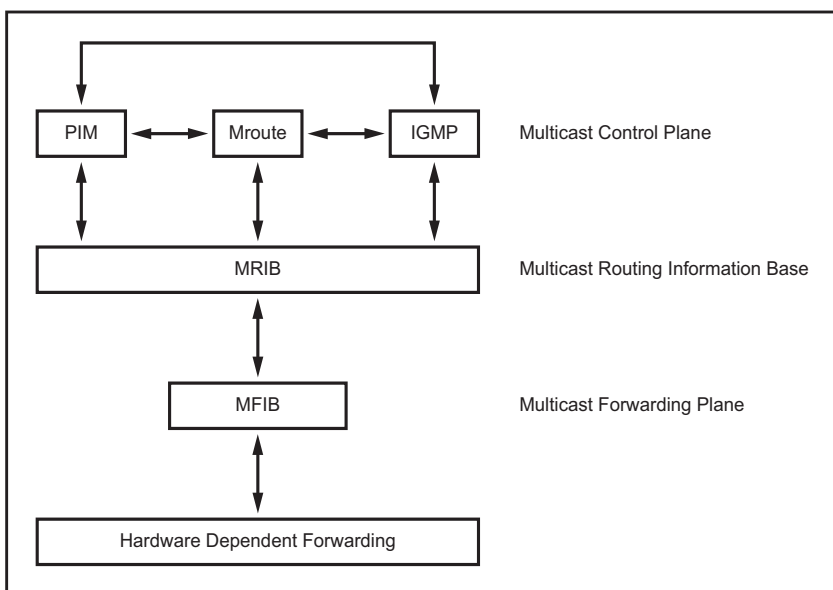 PIM
Mroute
IGMP
Multicast Control Plane
MRIB
Multicast Routing Information Base
MFIB
Multicast Forwarding Plane
Hardware Dependent Forwarding